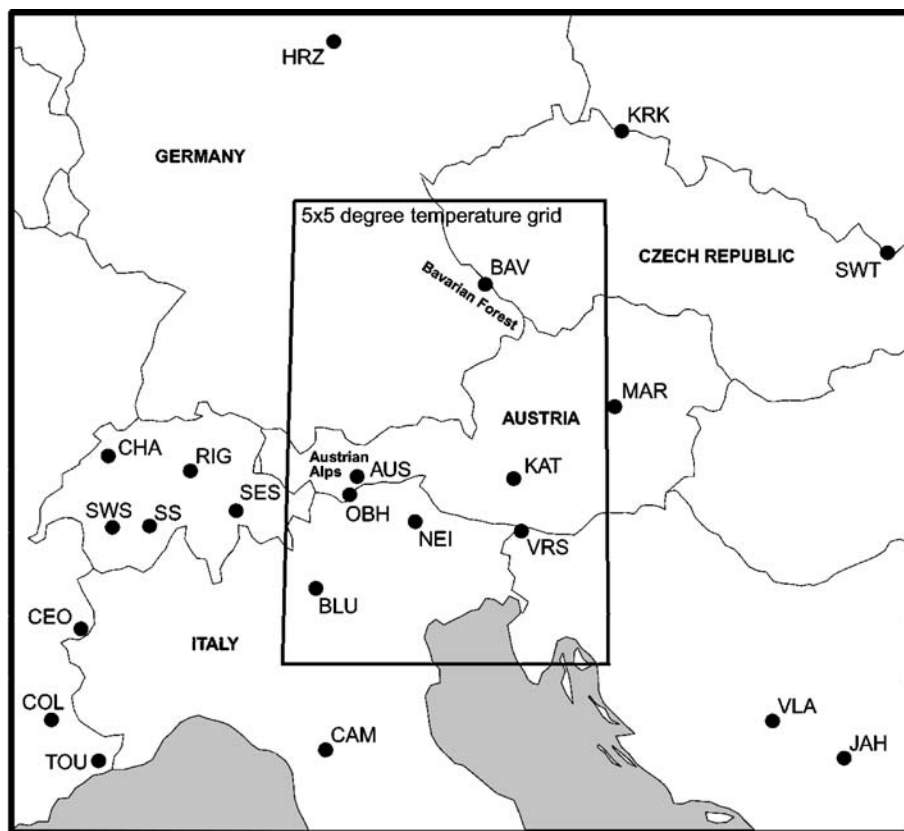 HRZ
KRK
GERMANY
5x5 degree temperature grid
BAV
CZECH REPUBLIC
SWT
Bavarian Forest
MAR
AUSTRIA
CHA
RIG
Austrian
Alps
AUS
KAT
SES
OBH
SWS
SS
NEI
VRS
BLU
CEO
ITALY
COL
VLA
CAM
JAH
TOU